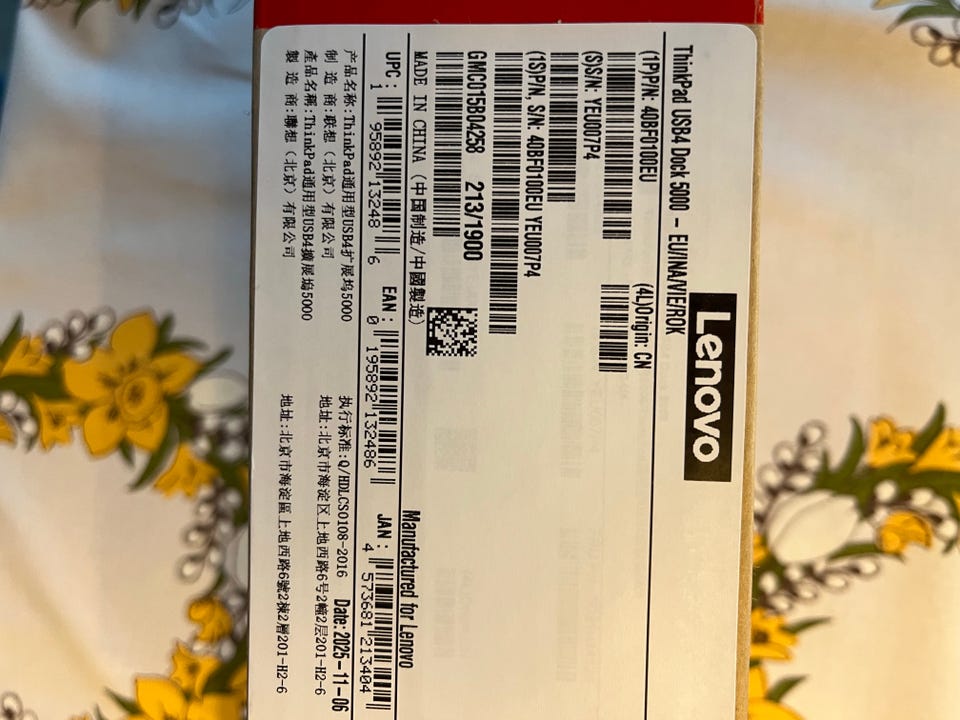 Lenovo
ThinkPad USB4 Dock 5000 - EU/INA/VIE/ROK
(1P)P/N: 40BF0100EU
(4L)Origin: CN
(S)S/N: YEU007P4
(1S)P/N, S/N: 40BF0100EU YEU007P4
GMC015B04258 213/1900
MADE IN CHINA (中国制造/中國製造)
Manufactured for Lenovo
UPC: 1 95892 13248 6
EAN: 0 195892 132486
JAN: 4 573681 213404
产品名称:ThinkPad通用型USB4扩展坞5000
执行标准:Q/HDLCS0108-2016 Date: 2025-11-06
制 造 商:联想(北京)有限公司
地址:北京市海淀区上地西路6号2幢2层201-H2-6
產品名稱:ThinkPad通用型USB4擴展塢5000
製 造 商:聯想(北京)有限公司
地址:北京市海淀區上地西路6號2棟2層201-H2-6